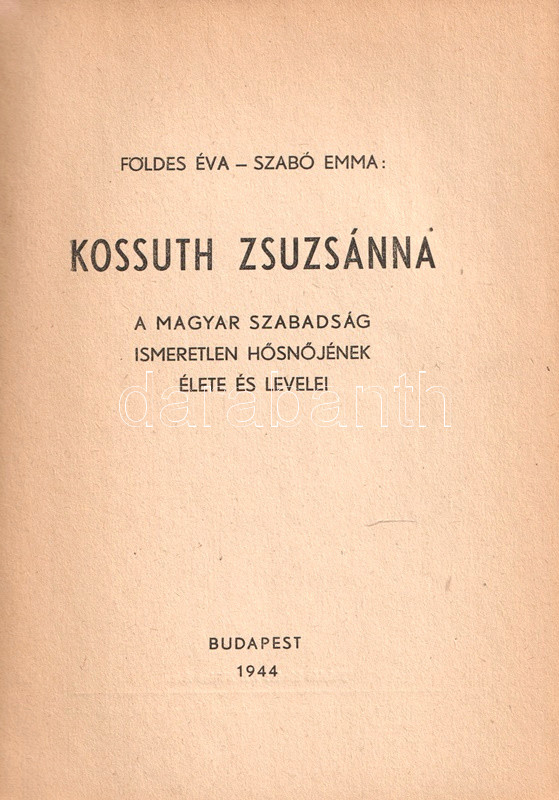 FÖLDES ÉVA – SZABÓ EMMA:
KOSSUTH ZSUZSÁNNA
A MAGYAR SZABADSÁG
ISMERETLEN HŐSNŐJÉNEK
ÉLETE ÉS LEVELEI
darabanth
BUDAPEST
1944